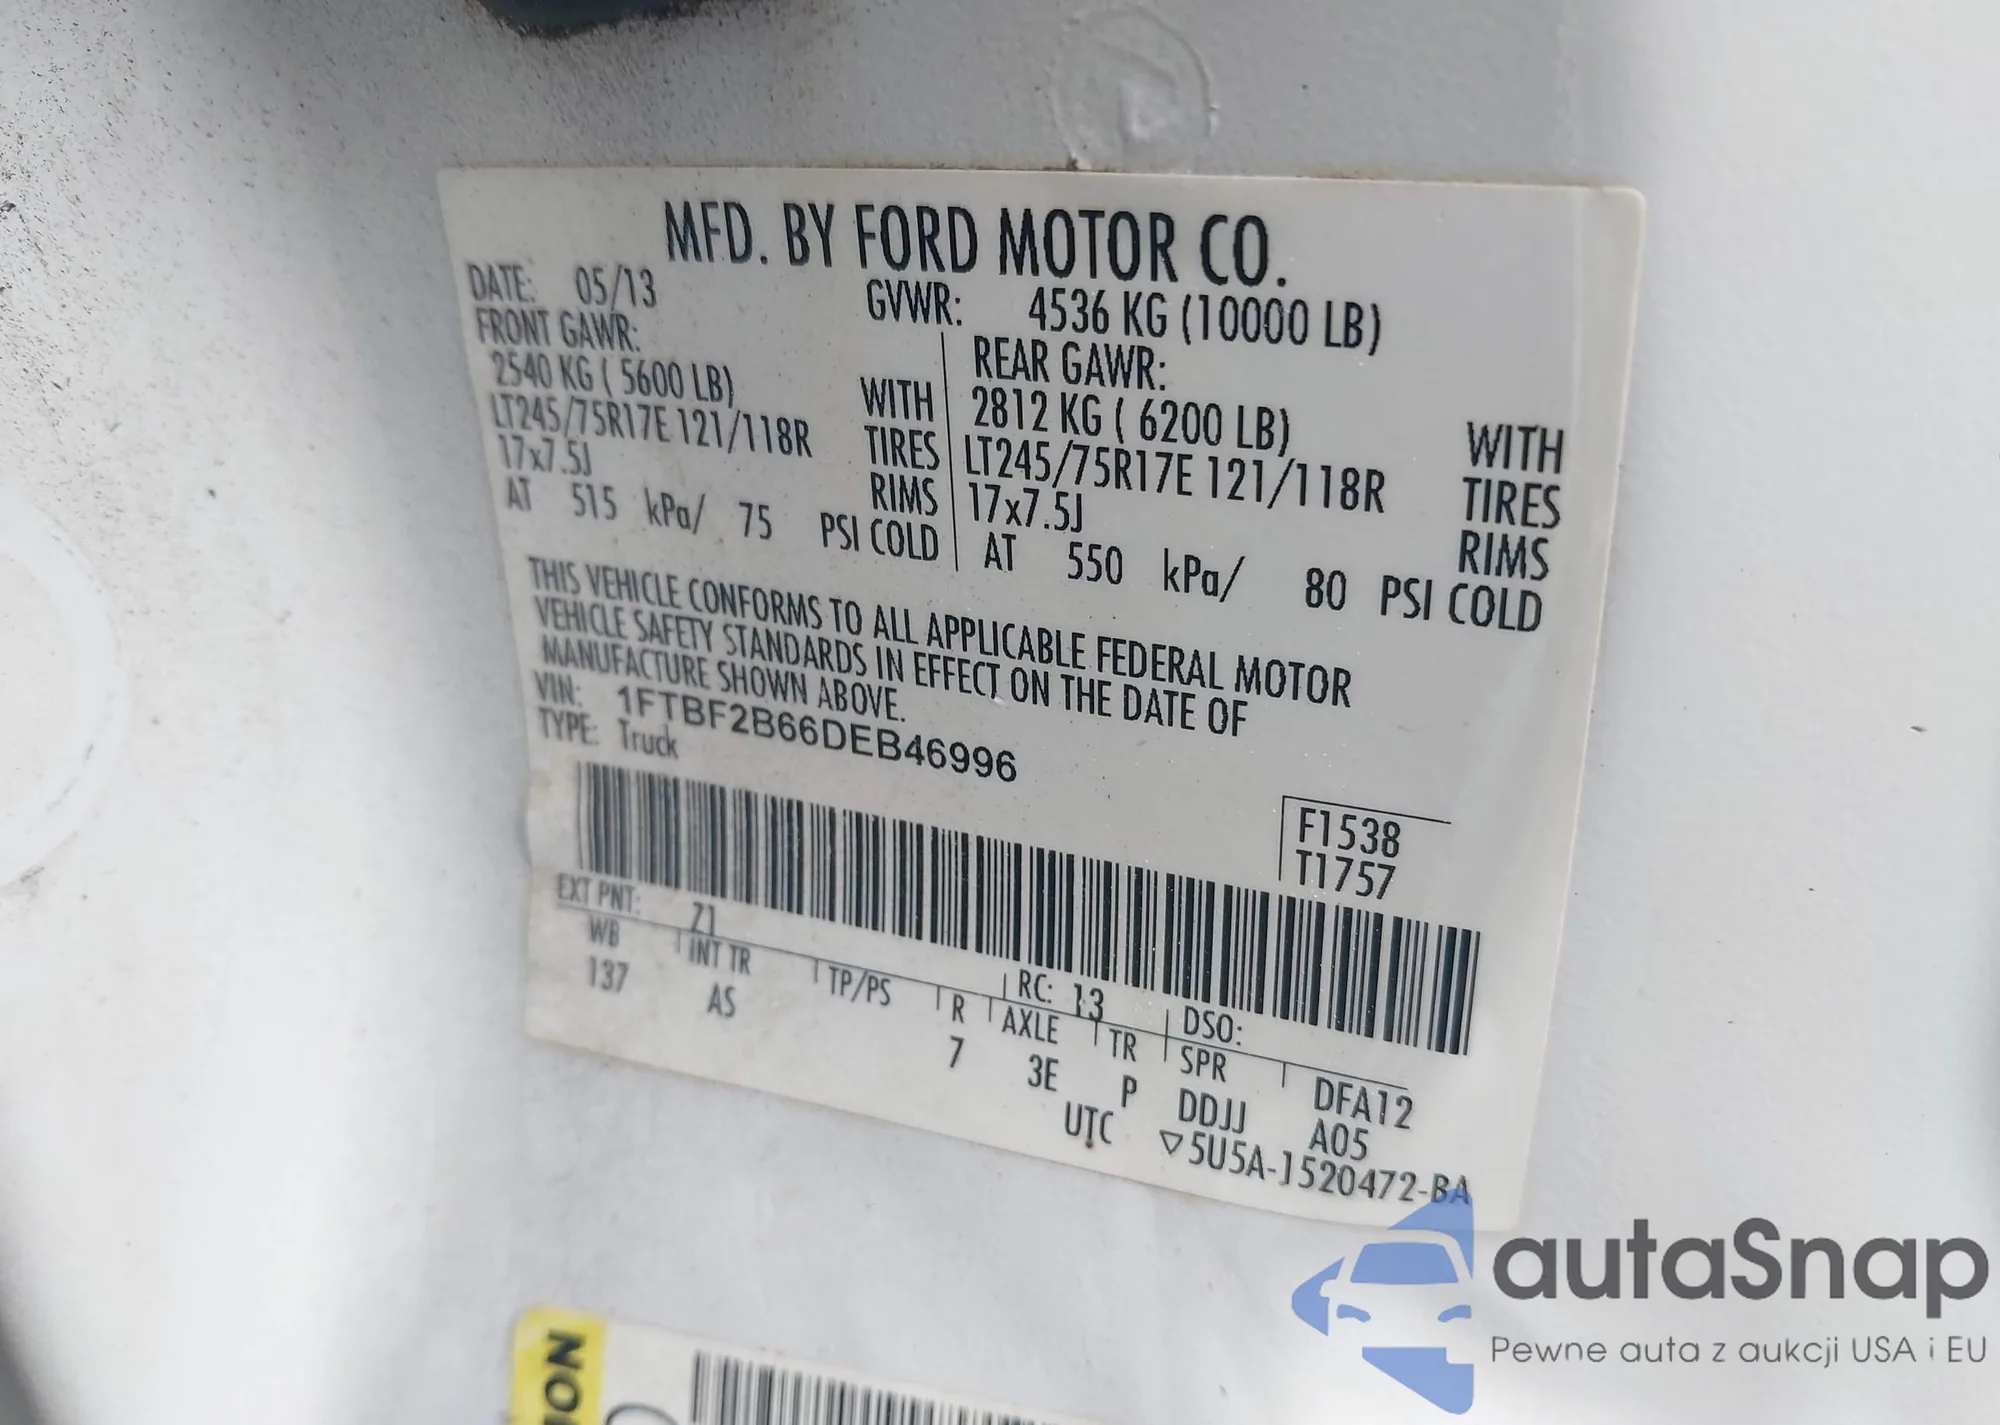 MFD. BY FORD MOTOR CO.
DATE: 05/13 GVWR: 4536 KG (10000 LB)
FRONT GAWR: REAR GAWR:
2540 KG ( 5600 LB) WITH 2812 KG ( 6200 LB) WITH
LT245/75R17E 121/118R TIRES LT245/75R17E 121/118R TIRES
17x7.5J RIMS 17x7.5J RIMS
AT 515 kPa/ 75 PSI COLD AT 550 kPa/ 80 PSI COLD
THIS VEHICLE CONFORMS TO ALL APPLICABLE FEDERAL MOTOR
VEHICLE SAFETY STANDARDS IN EFFECT ON THE DATE OF
MANUFACTURE SHOWN ABOVE.
VIN: 1FTBF2B66DEB46996
TYPE: Truck
F1538
T1757
EXT PNT: Z1 RC: 13 DSO:
WB INT TR TP/PS R AXLE TR SPR DFA12
137 AS 7 3E P DDJJ A05
UTC ▽5U5A-1520472-BA
autaSnap
Pewne auta z aukcji USA i EU